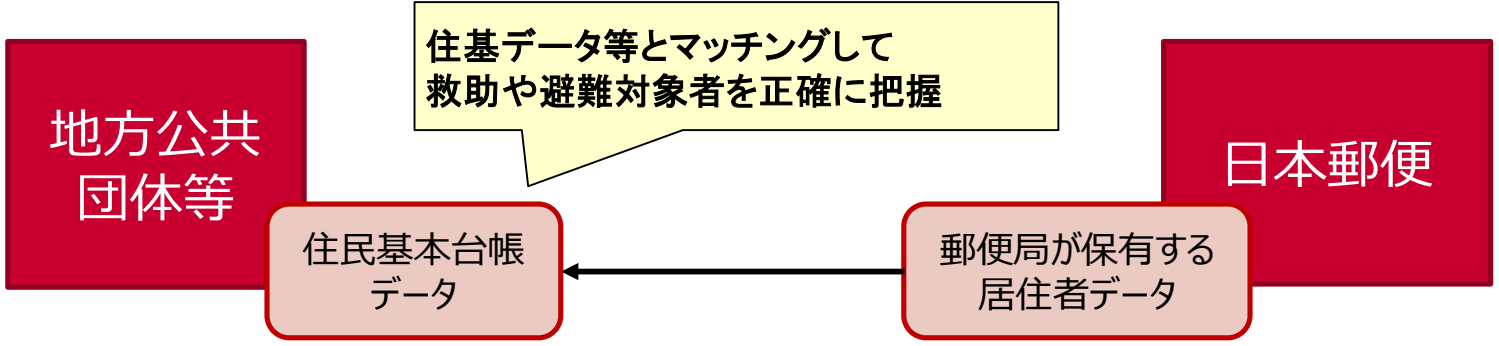 住基データ等とマッチングして
救助や避難対象者を正確に把握
地方公共
団体等
日本郵便
住民基本台帳
データ
郵便局が保有する
居住者データ